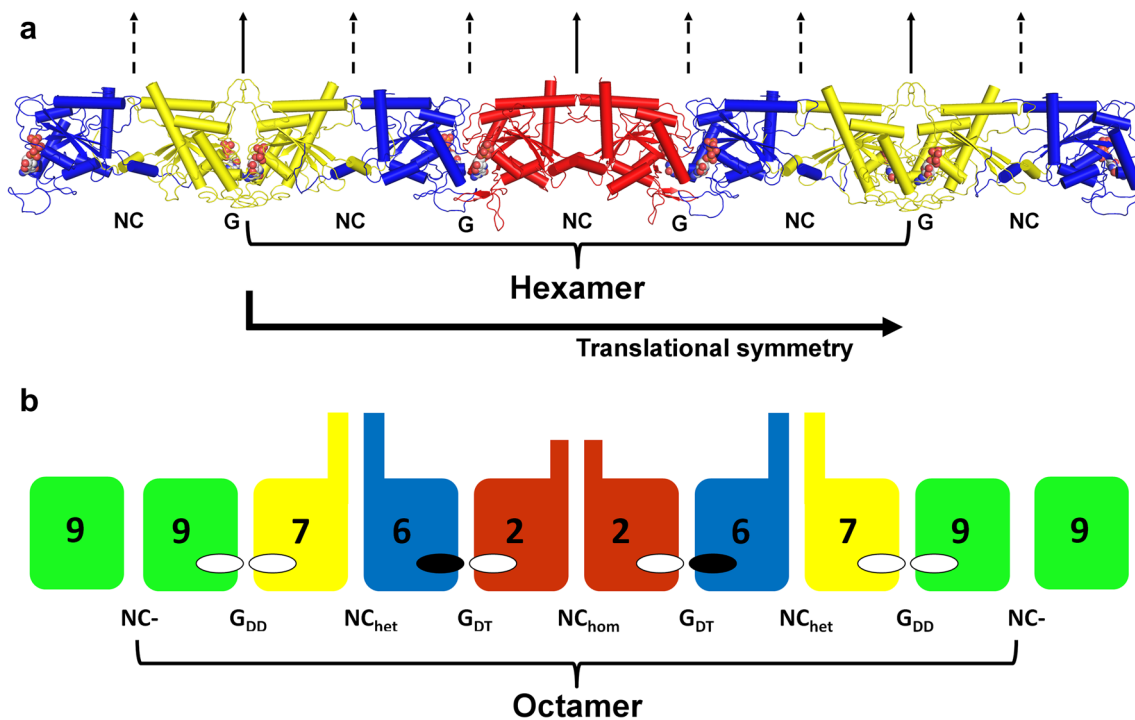 a
NC G NC G NC G NC G NC
Hexamer
Translational symmetry
b
9 9 7 6 2 2 6 7 9 9
NC- GDD NChet GDT NChom GDT NChet GDD NC-
Octamer